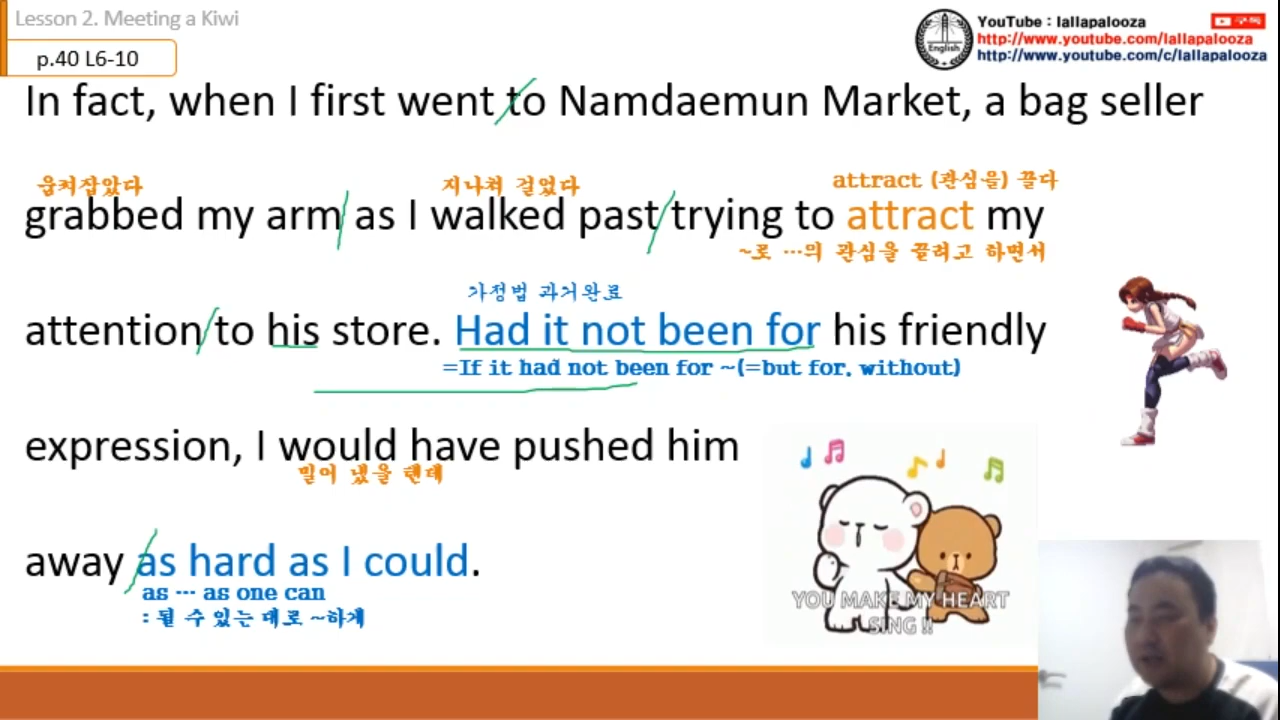 Lesson 2. Meeting a Kiwi
p.40 L6-10
English
YouTube : lallapalooza
구독
http://www.youtube.com/lallapalooza
http://www.youtube.com/c/lallapalooza
In fact, when I first went to Namdaemun Market, a bag seller
움켜잡았다
지나쳐 걸었다
attract (관심을) 끌다
grabbed my arm as I walked past trying to attract my
~로 …의 관심을 끌려고 하면서
가정법 과거완료
attention to his store. Had it not been for his friendly
=If it had not been for ~(=but for, without)
expression, I would have pushed him
밀어 냈을 텐데
away as hard as I could.
as … as one can
: 될 수 있는 대로 ~하게
YOU MAKE MY HEART
SING !!